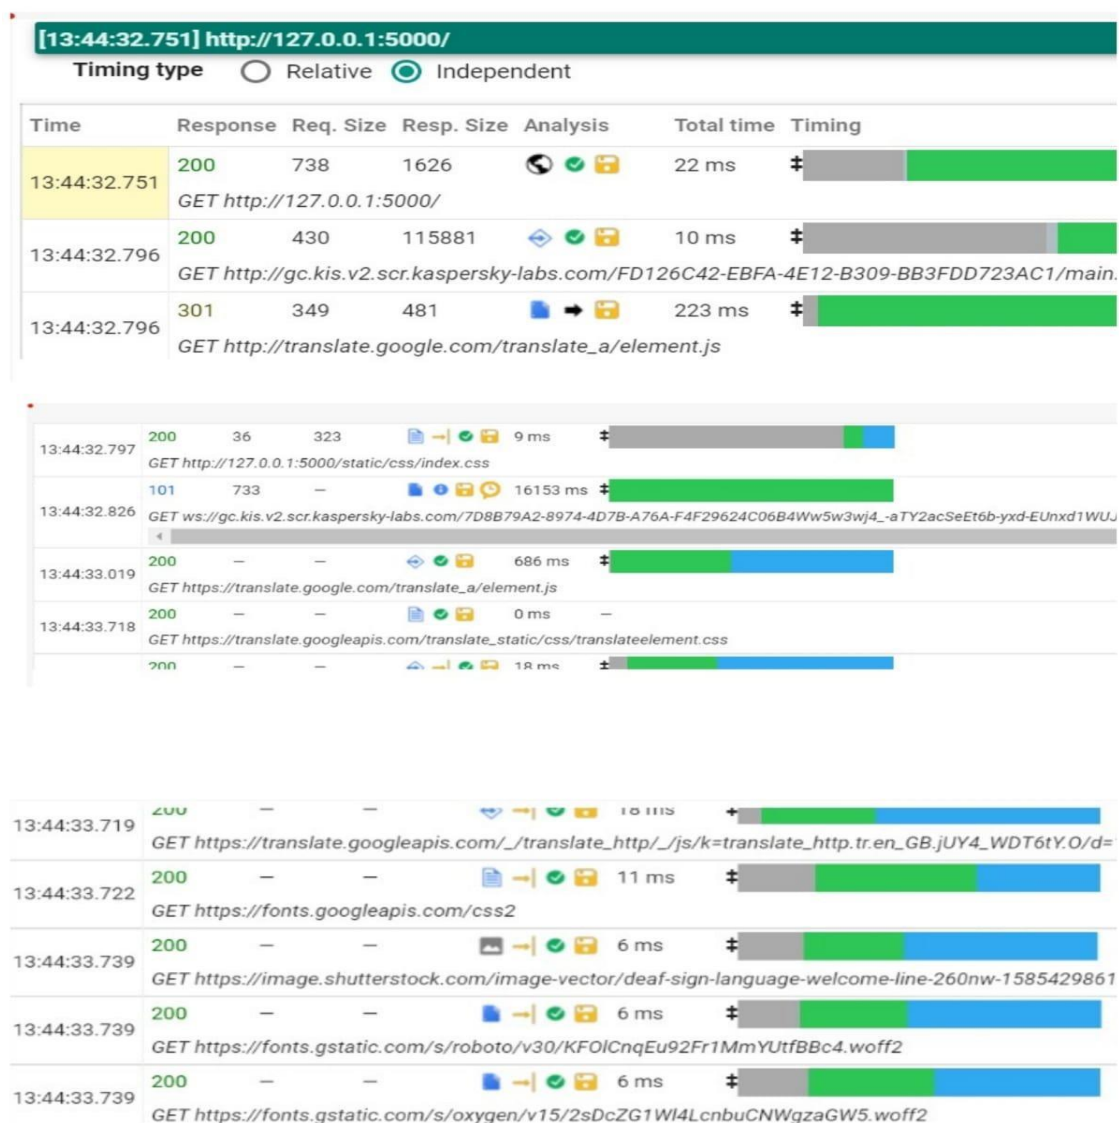 [13:44:32.751] http://127.0.0.1:5000/
Timing type Relative Independent
Time Response Req. Size Resp. Size Analysis Total time Timing
13:44:32.751 200 738 1626 22 ms
GET http://127.0.0.1:5000/
13:44:32.796 200 430 115881 10 ms
GET http://gc.kis.v2.scr.kaspersky-labs.com/FD126C42-EBFA-4E12-B309-BB3FDD723AC1/main.
13:44:32.796 301 349 481 223 ms
GET http://translate.google.com/translate_a/element.js
13:44:32.797 200 36 323 9 ms
GET http://127.0.0.1:5000/static/css/index.css
13:44:32.826 101 733 – 16153 ms
GET ws://gc.kis.v2.scr.kaspersky-labs.com/7D8B79A2-8974-4D7B-A76A-F4F29624C06B4Ww5w3wj4_-aTY2acSeEt6b-yxd-EUnxd1WUJ
13:44:33.019 200 – – 686 ms
GET https://translate.google.com/translate_a/element.js
13:44:33.718 200 – – 0 ms –
GET https://translate.googleapis.com/translate_static/css/translateelement.css
200 – – 18 ms
13:44:33.719 200 – – 18 ms
GET https://translate.googleapis.com/_/translate_http/_/js/k=translate_http.tr.en_GB.jUY4_WDT6tY.O/d=
13:44:33.722 200 – – 11 ms
GET https://fonts.googleapis.com/css2
13:44:33.739 200 – – 6 ms
GET https://image.shutterstock.com/image-vector/deaf-sign-language-welcome-line-260nw-1585429861
13:44:33.739 200 – – 6 ms
GET https://fonts.gstatic.com/s/roboto/v30/KFOlCnqEu92Fr1MmYUtfBBc4.woff2
13:44:33.739 200 – – 6 ms
GET https://fonts.gstatic.com/s/oxygen/v15/2sDcZG1Wl4LcnbuCNWgzaGW5.woff2